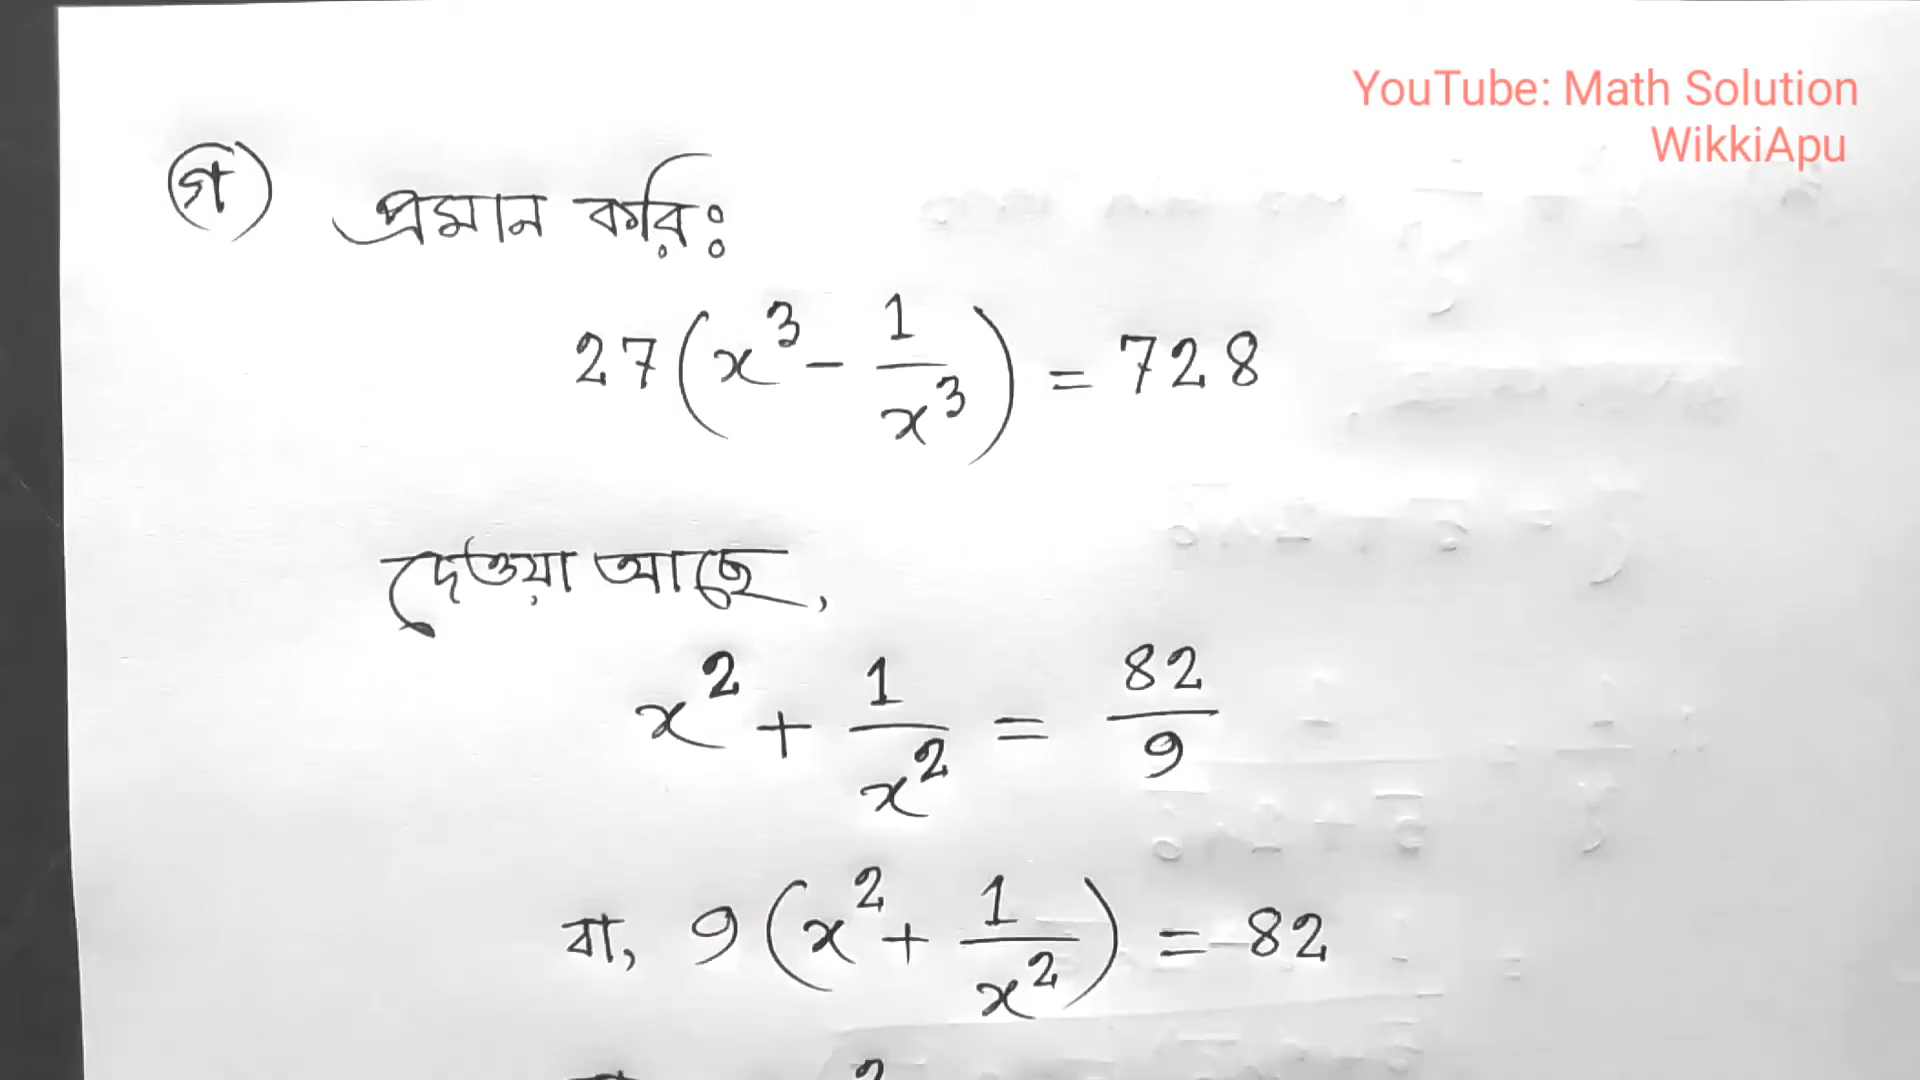 YouTube: Math Solution
WikkiApu
গ) প্রমান করি:
27(x³ - 1/x³) = 728
দেওয়া আছে,
x² + 1/x² = 82/9
বা, 9(x² + 1/x²) = 82